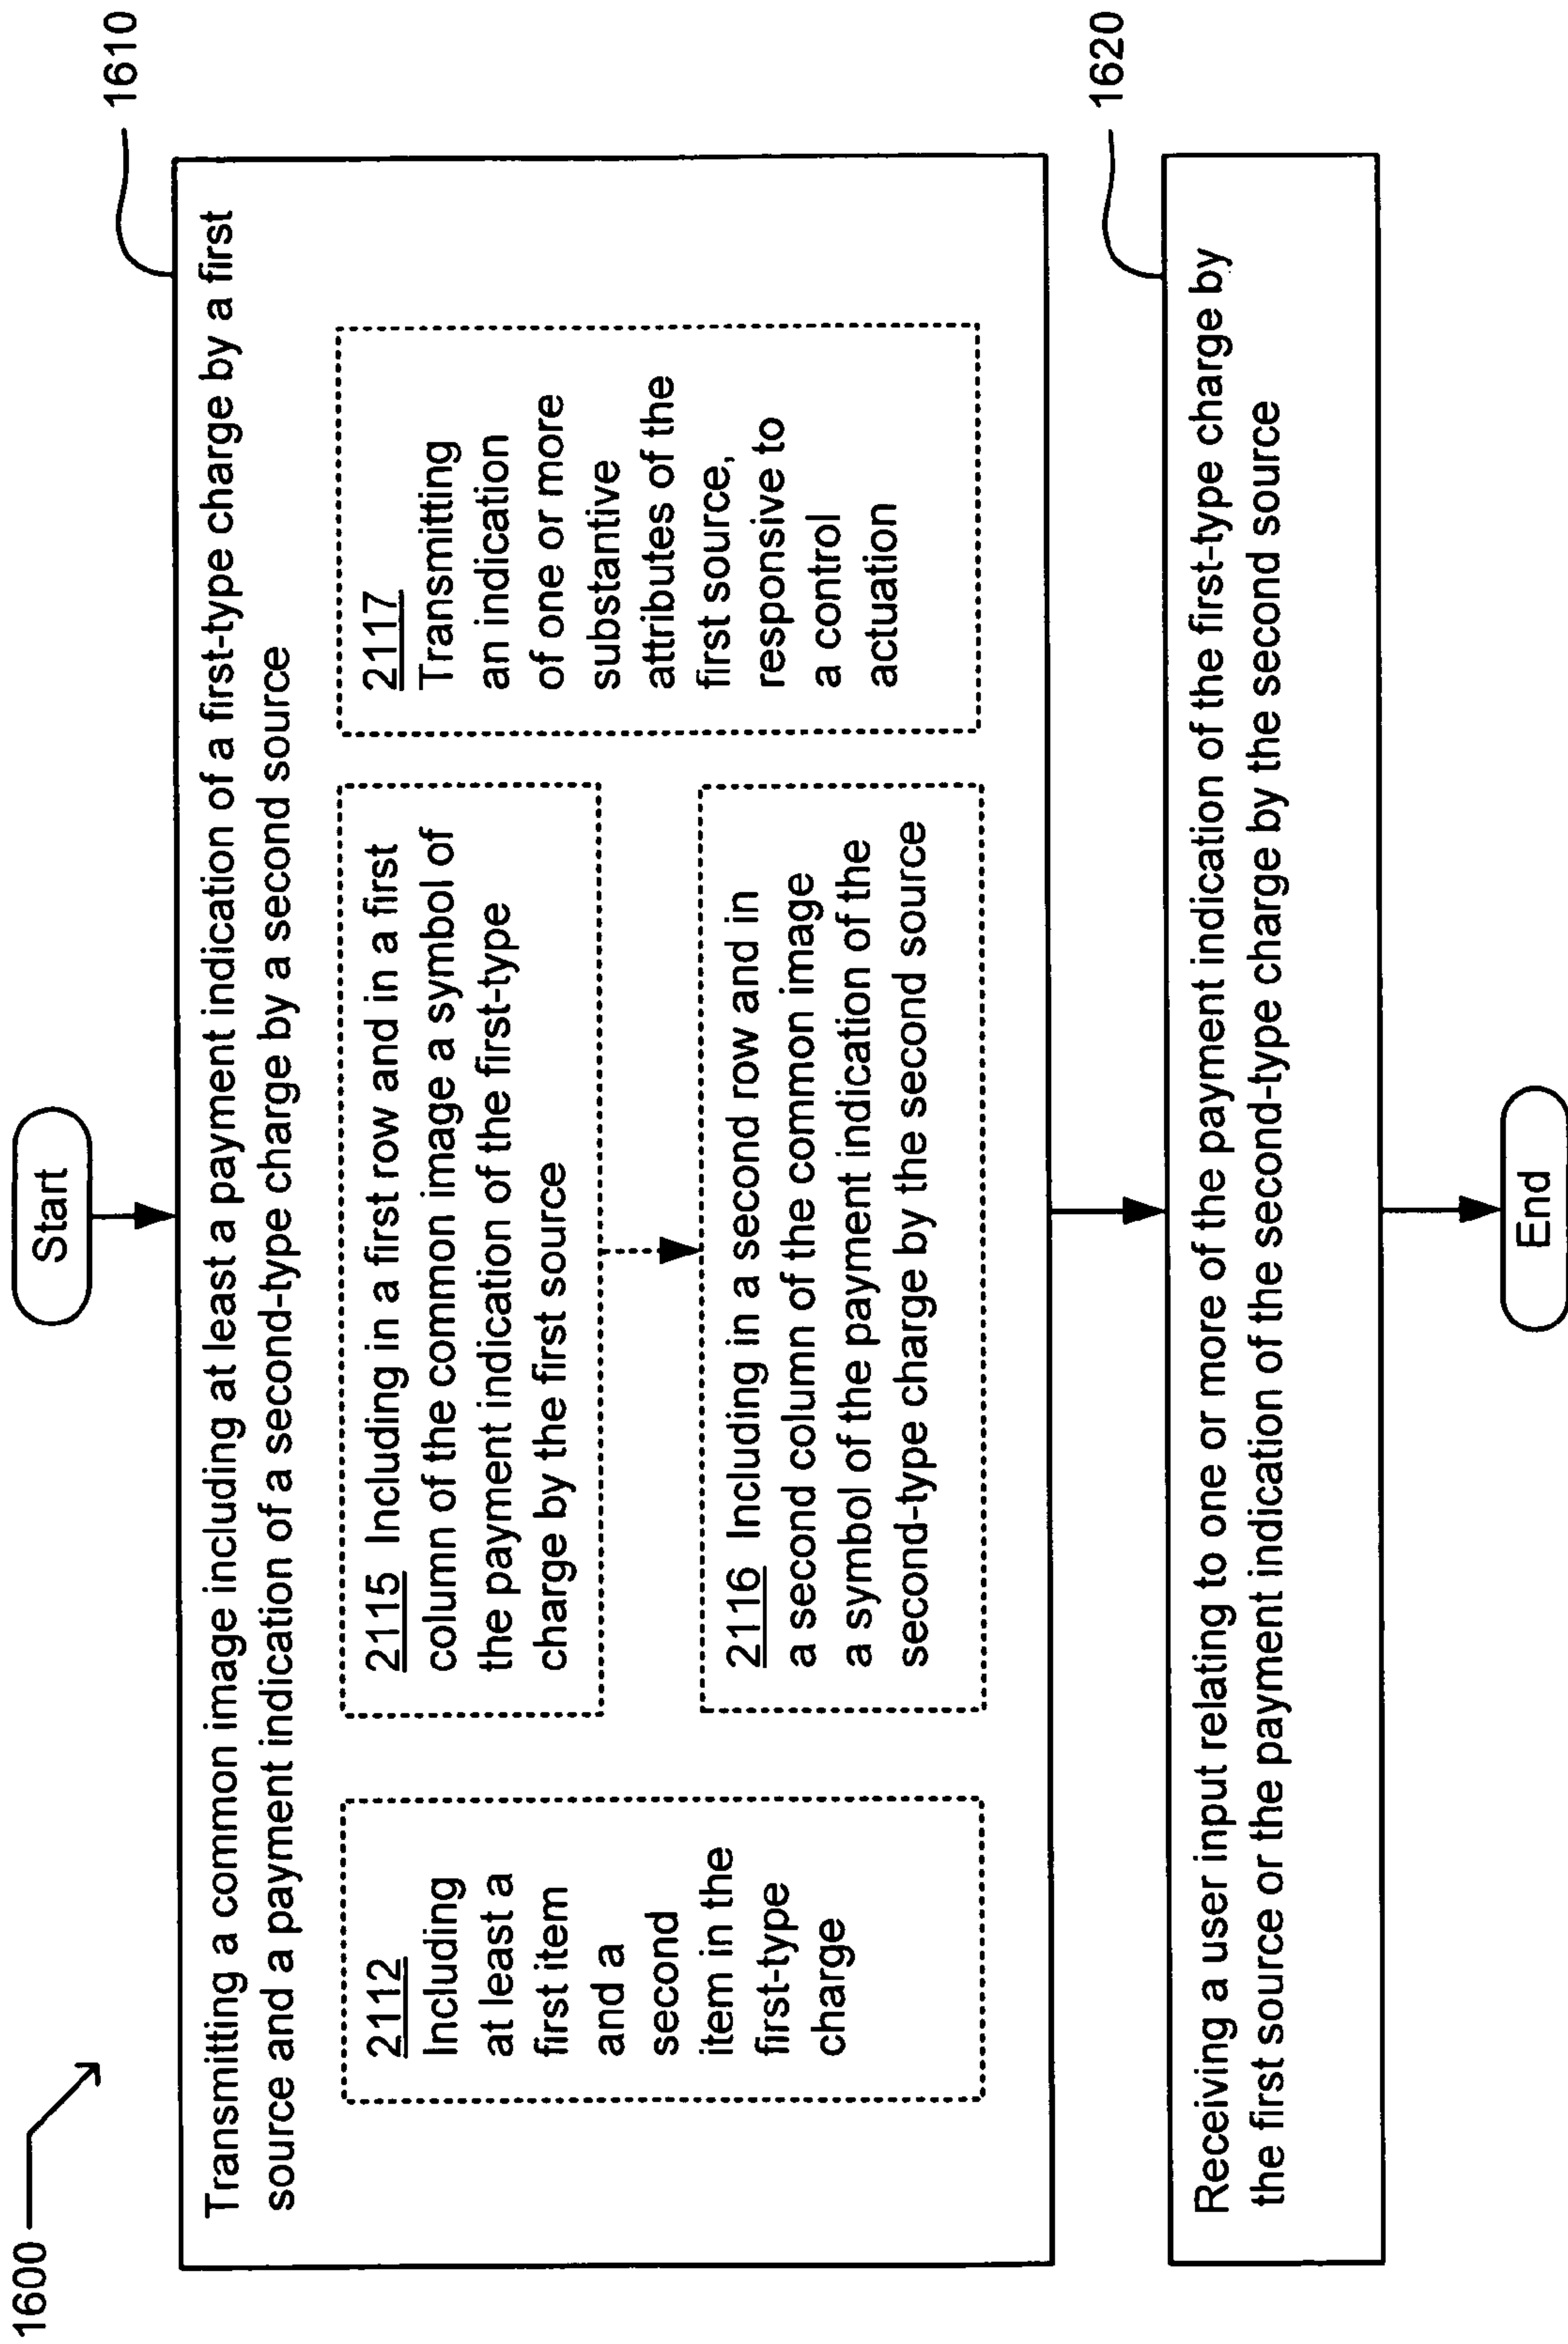 1600
Start
1610
Transmitting a common image including at least a payment indication of a first-type charge by a first
source and a payment indication of a second-type charge by a second source
2112
Including
at least a
first item
and a
second
item in the
first-type
charge
2115 Including in a first row and in a first
column of the common image a symbol of
the payment indication of the first-type
charge by the first source
2116 Including in a second row and in
a second column of the common image
a symbol of the payment indication of the
second-type charge by the second source
2117
Transmitting
an indication
of one or more
substantive
attributes of the
first source,
responsive to
a control
actuation
1620
Receiving a user input relating to one or more of the payment indication of the first-type charge by
the first source or the payment indication of the second-type charge by the second source
End